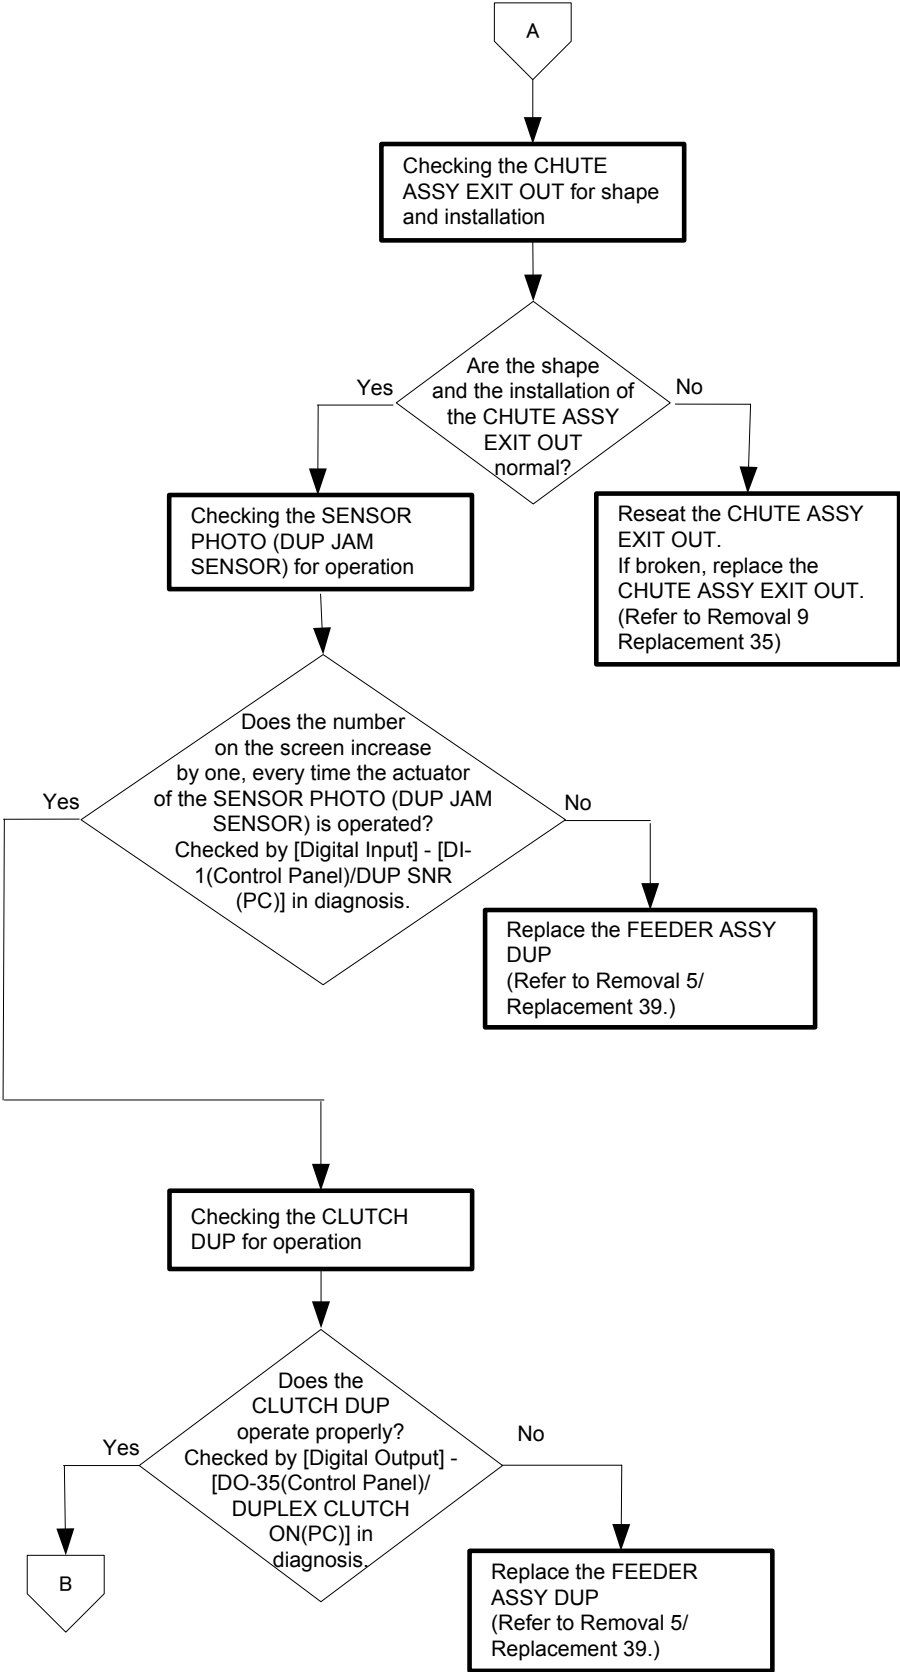 A
Checking the CHUTE
ASSY EXIT OUT for shape
and installation
Are the shape
and the installation of
the CHUTE ASSY
EXIT OUT
normal?
Yes
No
Checking the SENSOR
PHOTO (DUP JAM
SENSOR) for operation
Reseat the CHUTE ASSY
EXIT OUT.
If broken, replace the
CHUTE ASSY EXIT OUT.
(Refer to Removal 9
Replacement 35)
Does the number
on the screen increase
by one, every time the actuator
of the SENSOR PHOTO (DUP JAM
SENSOR) is operated?
Checked by [Digital Input] - [DI-
1(Control Panel)/DUP SNR
(PC)] in diagnosis.
Yes
No
Replace the FEEDER ASSY
DUP
(Refer to Removal 5/
Replacement 39.)
Checking the CLUTCH
DUP for operation
Does the
CLUTCH DUP
operate properly?
Checked by [Digital Output] -
[DO-35(Control Panel)/
DUPLEX CLUTCH
ON(PC)] in
diagnosis.
Yes
No
B
Replace the FEEDER
ASSY DUP
(Refer to Removal 5/
Replacement 39.)